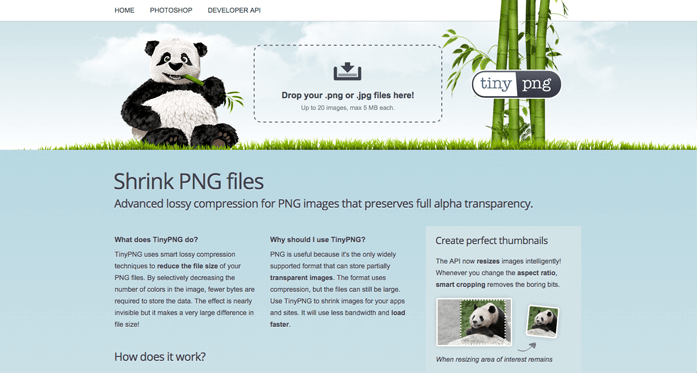 HOME PHOTOSHOP DEVELOPER API
Drop your .png or .jpg files here!
Up to 20 images, max 5 MB each.
tiny png
Shrink PNG files
Advanced lossy compression for PNG images that preserves full alpha transparency.
What does TinyPNG do?
TinyPNG uses smart lossy compression
techniques to reduce the file size of your
PNG files. By selectively decreasing the
number of colors in the image, fewer bytes are
required to store the data. The effect is nearly
invisible but it makes a very large difference in
file size!
How does it work?
Why should I use TinyPNG?
PNG is useful because it's the only widely
supported format that can store partially
transparent images. The format uses
compression, but the files can still be large.
Use TinyPNG to shrink images for your apps
and sites. It will use less bandwidth and load
faster.
Create perfect thumbnails
The API now resizes images intelligently!
Whenever you change the aspect ratio,
smart cropping removes the boring bits.
When resizing area of interest remains